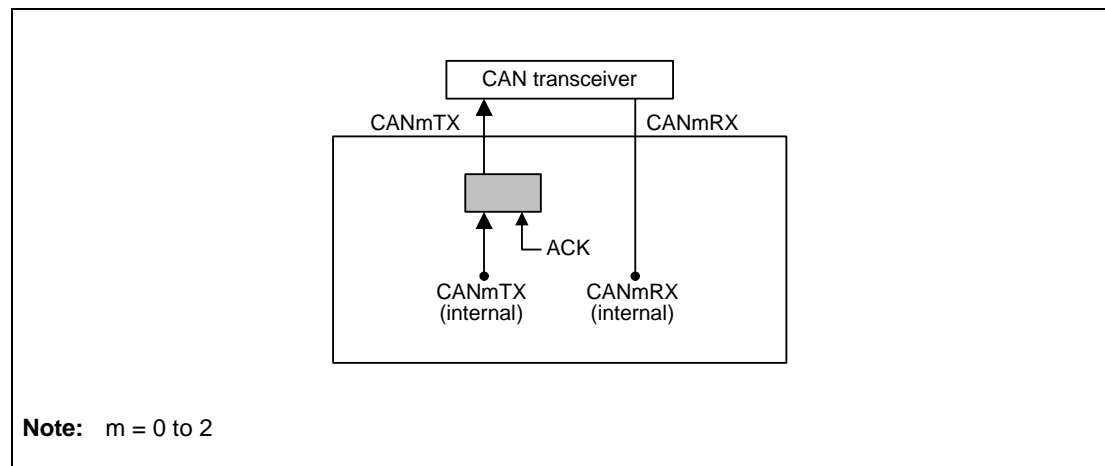 CAN transceiver
CANmTX
CANmRX
ACK
CANmTX
(internal)
CANmRX
(internal)
Note: m = 0 to 2